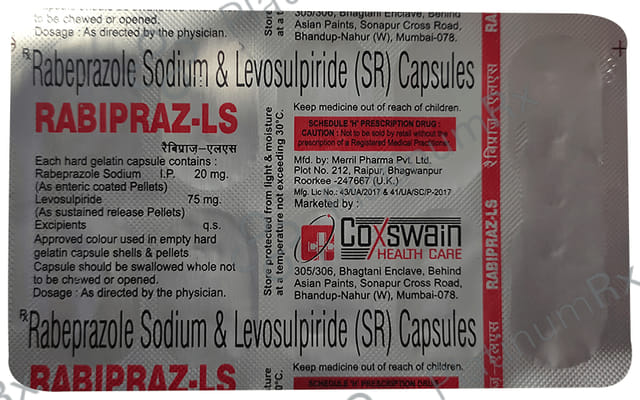 to be chewed or opened.
Dosage : As directed by the physician.
305/306, Bhagtani Enclave, Behind
Asian Paints, Sonapur Cross Road,
Bhandup-Nahur (W), Mumbai-078.
Rx Rabeprazole Sodium & Levosulpiride (SR) Capsules
RABIPRAZ-LS
रैबिप्राज-एलएस
Each hard gelatin capsule contains :
Rabeprazole Sodium I.P. 20 mg.
(As enteric coated Pellets)
Levosulpiride 75 mg.
(As sustained release Pellets)
Excipients q.s.
Approved colour used in empty hard
gelatin capsule shells & pellets
Capsule should be swallowed whole not
to be chewed or opened.
Dosage : As directed by the physician.
Store protected from light & moisture
at a temperature not exceeding 30°C.
Keep medicine out of reach of children.
SCHEDULE 'H' PRESCRIPTION DRUG :
CAUTION : Not to be sold by retail without the
prescription of a Registered Medical Practitioner.
Mfd. by: Merril Pharma Pvt. Ltd.
Plot No. 212, Raipur, Bhagwanpur
Roorkee -247667 (U.K.)
Mfg. Lic No.: 43/UA/2017 & 41/UA/SC/P-2017
Marketed by :
Coxswain
HEALTH CARE
305/306, Bhagtani Enclave, Behind
Asian Paints, Sonapur Cross Road,
Bhandup-Nahur (W), Mumbai-078.
RABIPRAZ-LS
रैबिप्राज-एलएस
Rx Rabeprazole Sodium & Levosulpiride (SR) Capsules
RABIPRAZ-LS
Keep medicine out of reach of children.
SCHEDULE 'H' PRESCRIPTION DRUG :